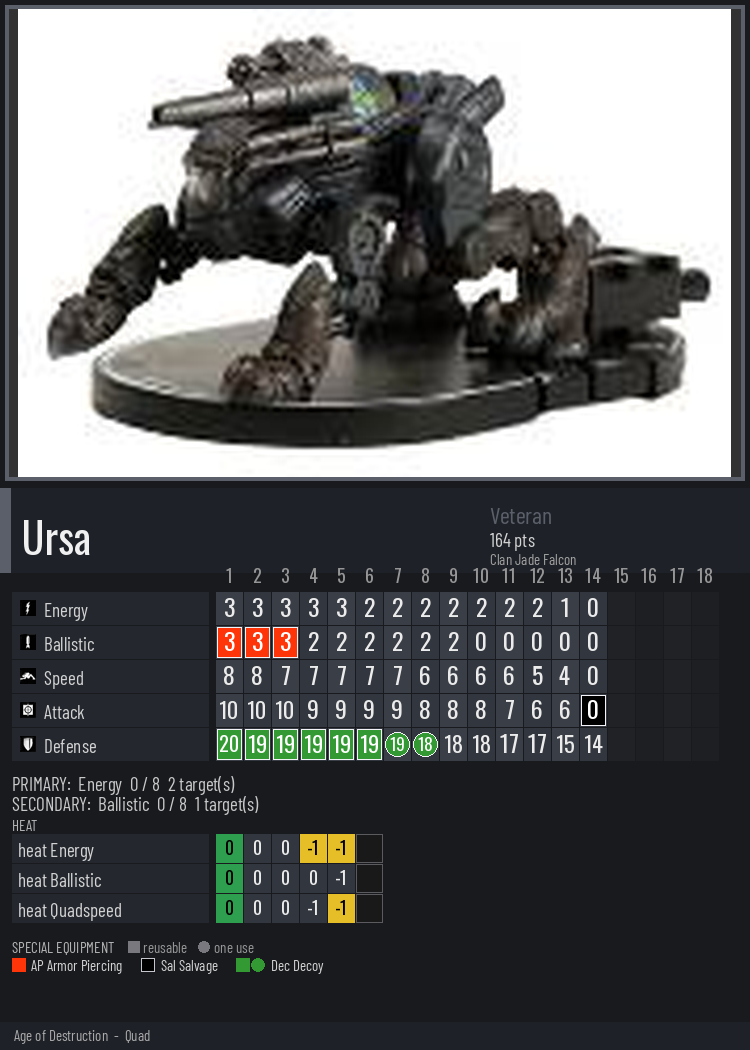 Ursa
Veteran
164 pts
Clan Jade Falcon
1 2 3 4 5 6 7 8 9 10 11 12 13 14 15 16 17 18
Energy 3 3 3 3 3 2 2 2 2 2 2 2 1 0
Ballistic 3 3 3 2 2 2 2 2 2 0 0 0 0 0
Speed 8 8 7 7 7 7 7 6 6 6 6 5 4 0
Attack 10 10 10 9 9 9 9 8 8 8 7 6 6 0
Defense 20 19 19 19 19 19 19 18 18 18 17 17 15 14
PRIMARY: Energy 0 / 8 2 target(s)
SECONDARY: Ballistic 0 / 8 1 target(s)
HEAT
heat Energy 0 0 0 -1 -1
heat Ballistic 0 0 0 0 -1
heat Quadspeed 0 0 0 -1 -1
SPECIAL EQUIPMENT reusable one use
AP Armor Piercing Sal Salvage Dec Decoy
Age of Destruction - Quad